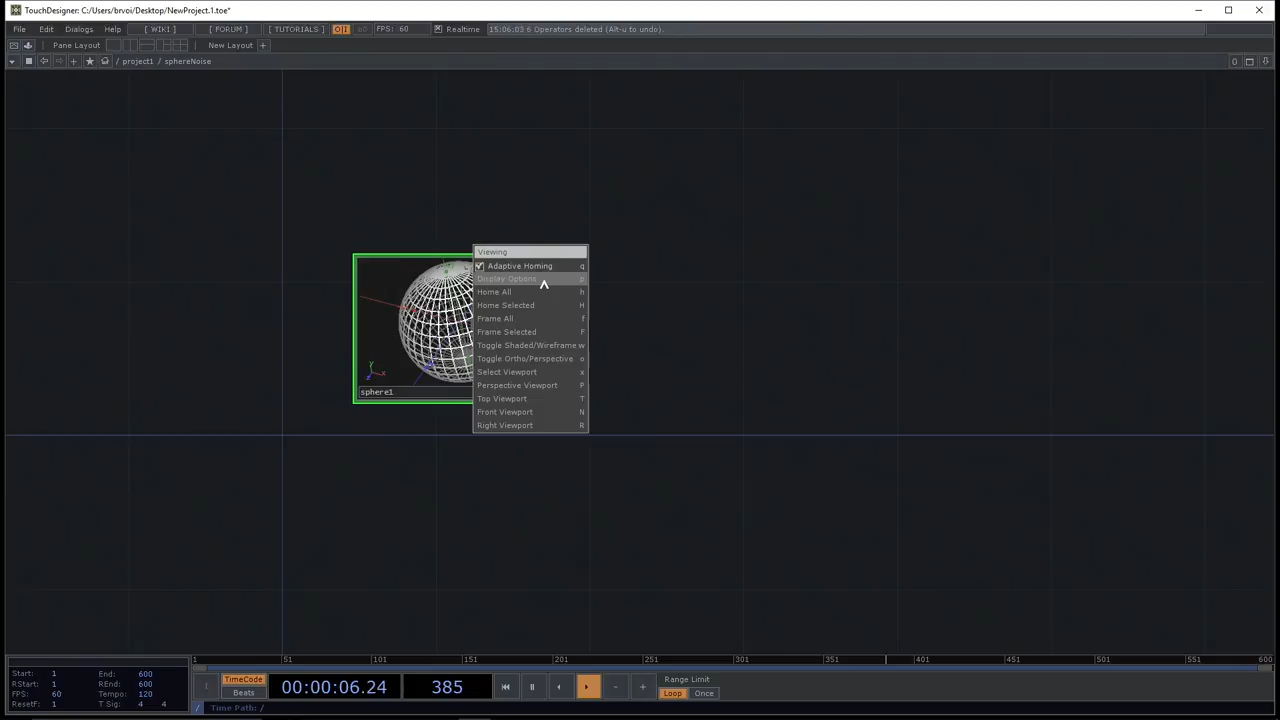 TouchDesigner: C:/Users/brvoi/Desktop/NewProject.1.toe*
File Edit Dialogs Help [ WIKI ] [ FORUM ] [ TUTORIALS ] O|I FPS: 60 Realtime 15:06:03 6 Operators deleted (Alt-u to undo).
Pane Layout New Layout +
/ project1 / sphereNoise 0
Viewing
Adaptive Homing q
Display Options p
Home All h
Home Selected H
Frame All f
Frame Selected F
Toggle Shaded/Wireframe w
Toggle Ortho/Perspective o
Select Viewport x
Perspective Viewport P
Top Viewport T
Front Viewport N
Right Viewport R
y
x
z
sphere1
1 51 101 151 201 251 301 351 401 451 501 551 600
Start: 1 End: 600
RStart: 1 REnd: 600
FPS: 60 Tempo: 120
ResetF: 1 T Sig: 4 4
TimeCode
Beats
00:00:06.24
385
Range Limit
Loop Once
/ Time Path: /